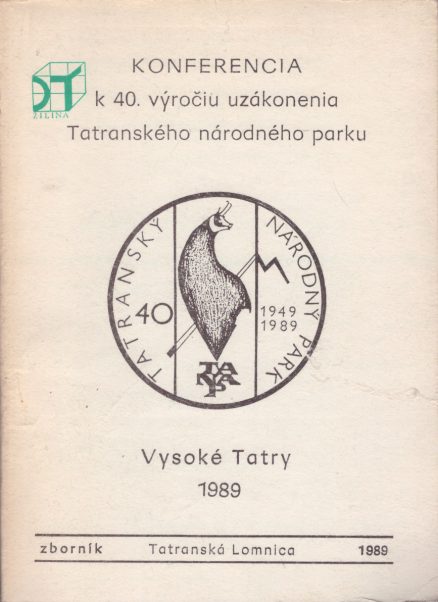 KONFERENCIA
k 40. výročiu uzákonenia
Tatranského národného parku
DT
ŽILINA
TATRANSKÝ NÁRODNÝ PARK
40
1949
1989
TANAP
Vysoké Tatry
1989
zborník Tatranská Lomnica 1989